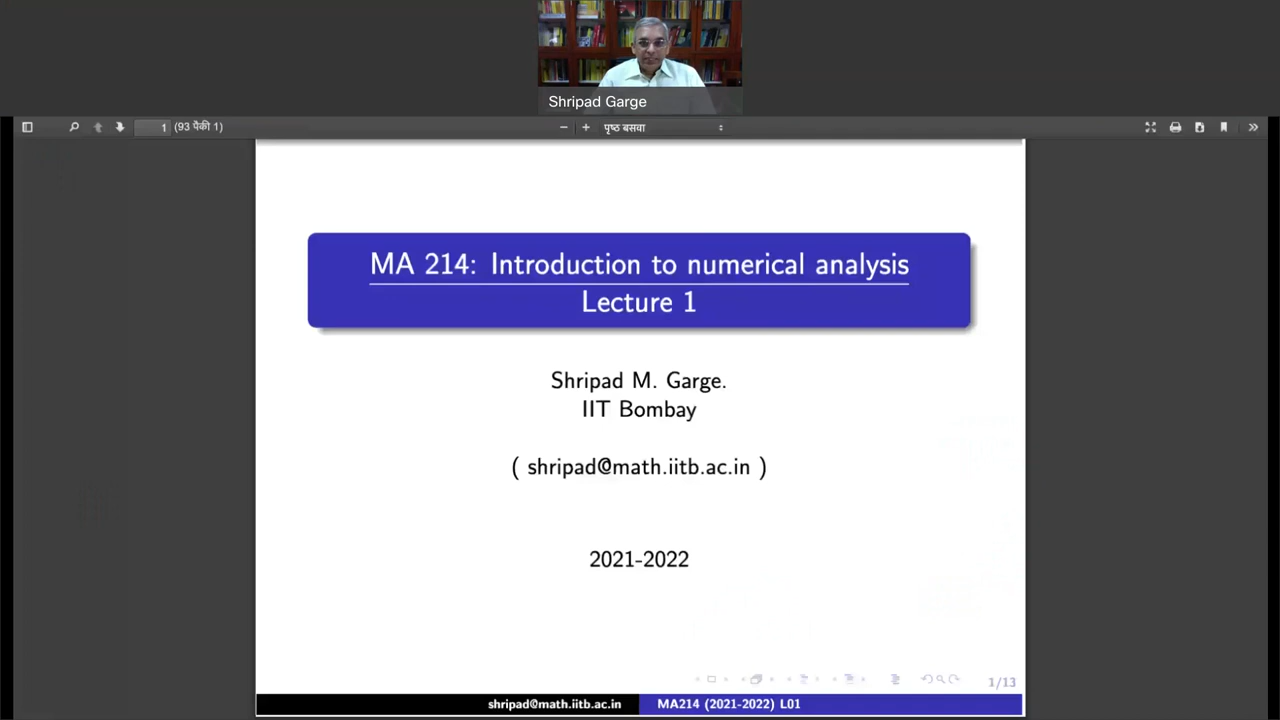 Shripad Garge
1 (93 पैकी 1)
पृष्ठ बसवा
MA 214: Introduction to numerical analysis
Lecture 1
Shripad M. Garge.
IIT Bombay
( shripad@math.iitb.ac.in )
2021-2022
1/13
shripad@math.iitb.ac.in MA214 (2021-2022) L01